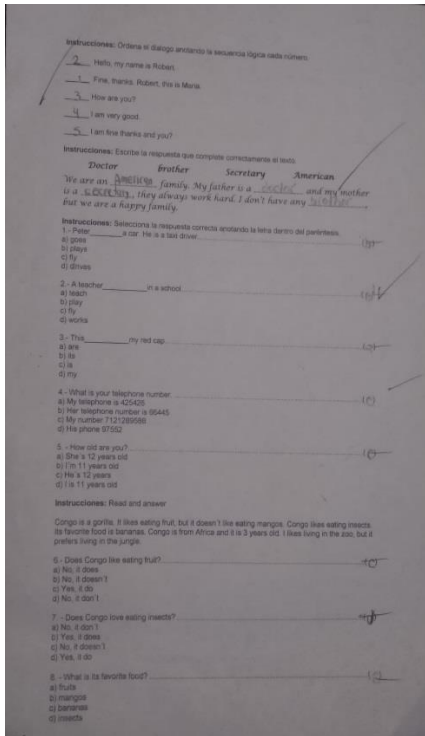 Instrucciones: Ordena el dialogo anotando la secuencia lógica cada número.
2 Hello, my name is Robert.
1 Fine, thanks, Robert, this is Maria.
3 How are you?
4 I am very good.
5 I am fine thanks and you?
Instrucciones: Escribe la respuesta que complete correctamente el texto.
Doctor brother Secretary American
We are an American family. My father is a doctor and my mother
is a secretary, they always work hard. I don't have any brother,
but we are a happy family.
Instrucciones: Selecciona la respuesta correcta anotando la letra dentro del paréntesis.
1.- Peter ______ a car. He is a taxi driver.
a) goes
b) plays
c) fly
d) drives
2.- A teacher ______ in a school
a) teach
b) play
c) fly
d) works
3.- This ______ my red cap
a) are
b) its
c) is
d) my
4.- What is your telephone number
a) My telephone is 425426
b) Her telephone number is 66445
c) My number 7121289566
d) His phone 97552
5. - How old are you?
a) She's 12 years old
b) I'm 11 years old
c) He's 12 years
d) I is 11 years old
Instrucciones: Read and answer
Congo is a gorilla. It likes eating fruit, but it doesn't like eating mangos. Congo likes eating insects.
Its favorite food is bananas. Congo is from Africa and it is 3 years old. I likes living in the zoo, but it
prefers living in the jungle.
6.- Does Congo like eating fruit?
a) No, it does
b) No, it doesn't
c) Yes, it do
d) No, it don't
7.- Does Congo love eating insects?
a) No, it don't
b) Yes, it does
c) No, it doesn't
d) Yes, it do
8. - What is its favorite food?
a) fruits
b) mangos
c) bananas
d) insects